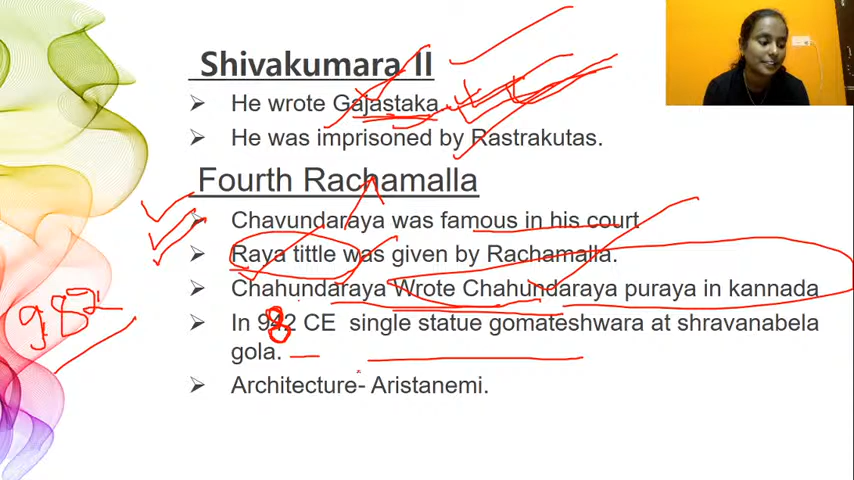 Shivakumara II
➢ He wrote Gajastaka
➢ He was imprisoned by Rastrakutas.
Fourth Rachamalla
➢ Chavundaraya was famous in his court
➢ Raya tittle was given by Rachamalla.
➢ Chahundaraya Wrote Chahundaraya puraya in kannada
➢ In 982 CE single statue gomateshwara at shravanabela
gola.
➢ Architecture- Aristanemi.
982